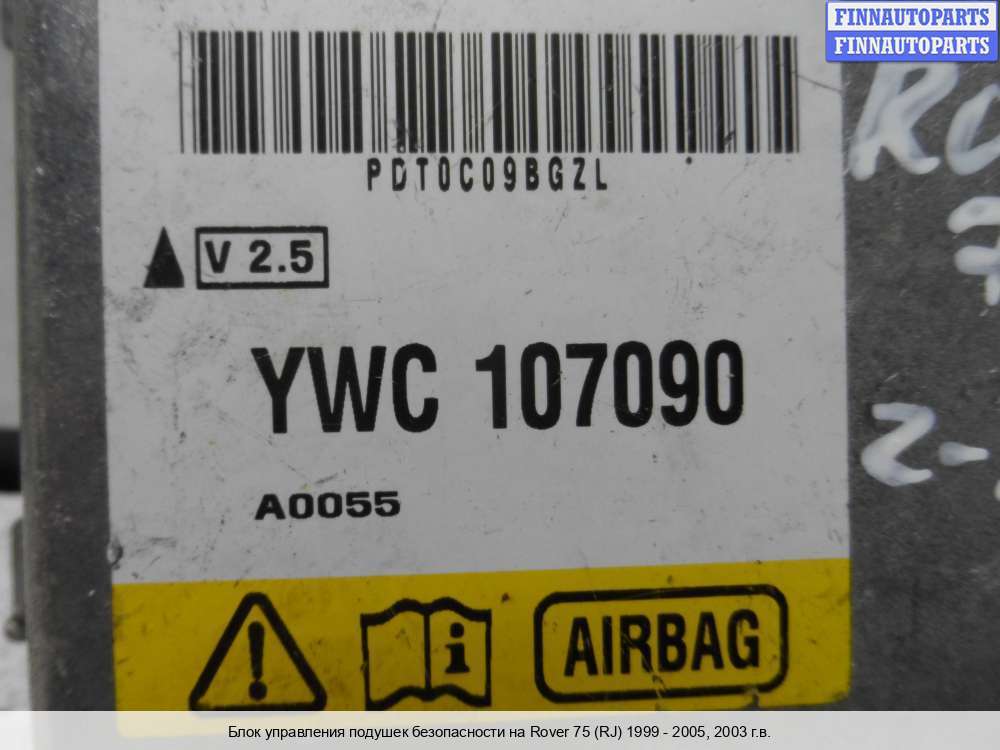 FINNAUTOPARTS
FINNAUTOPARTS
PDT0C09BGZL
V 2.5
YWC 107090
A0055
i
AIRBAG
Блок управления подушек безопасности на Rover 75 (RJ) 1999 - 2005, 2003 г.в.